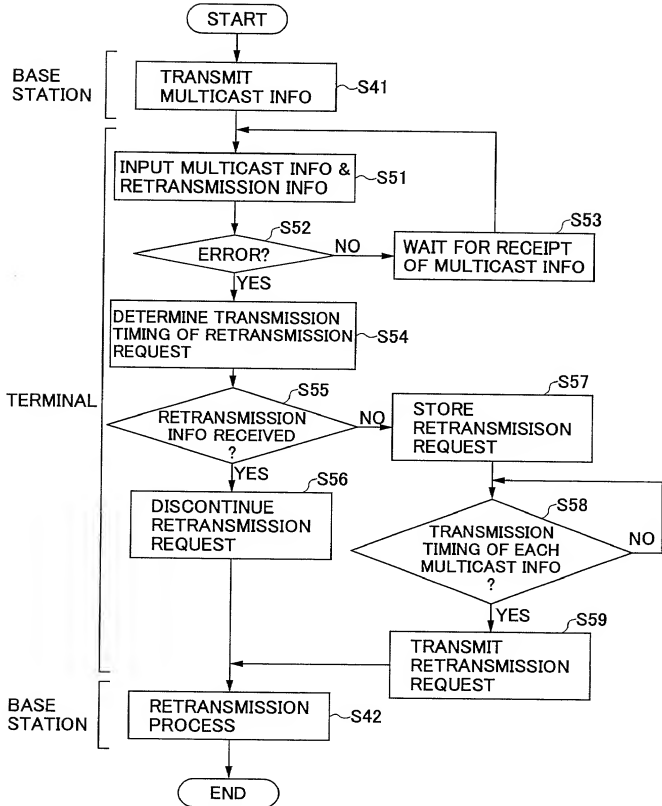 START
BASE
STATION
TRANSMIT
MULTICAST INFO
S41
INPUT MULTICAST INFO &
RETRANSMISSION INFO
S51
S52
ERROR?
NO
YES
S53
WAIT FOR RECEIPT
OF MULTICAST INFO
DETERMINE TRANSMISSION
TIMING OF RETRANSMISSION
REQUEST
S54
TERMINAL
S55
RETRANSMISSION
INFO RECEIVED
?
NO
YES
S57
STORE
RETRANSMISISON
REQUEST
S56
DISCONTINUE
RETRANSMISSION
REQUEST
S58
TRANSMISSION
TIMING OF EACH
MULTICAST INFO
?
NO
YES
S59
TRANSMIT
RETRANSMISSION
REQUEST
BASE
STATION
RETRANSMISSION
PROCESS
S42
END